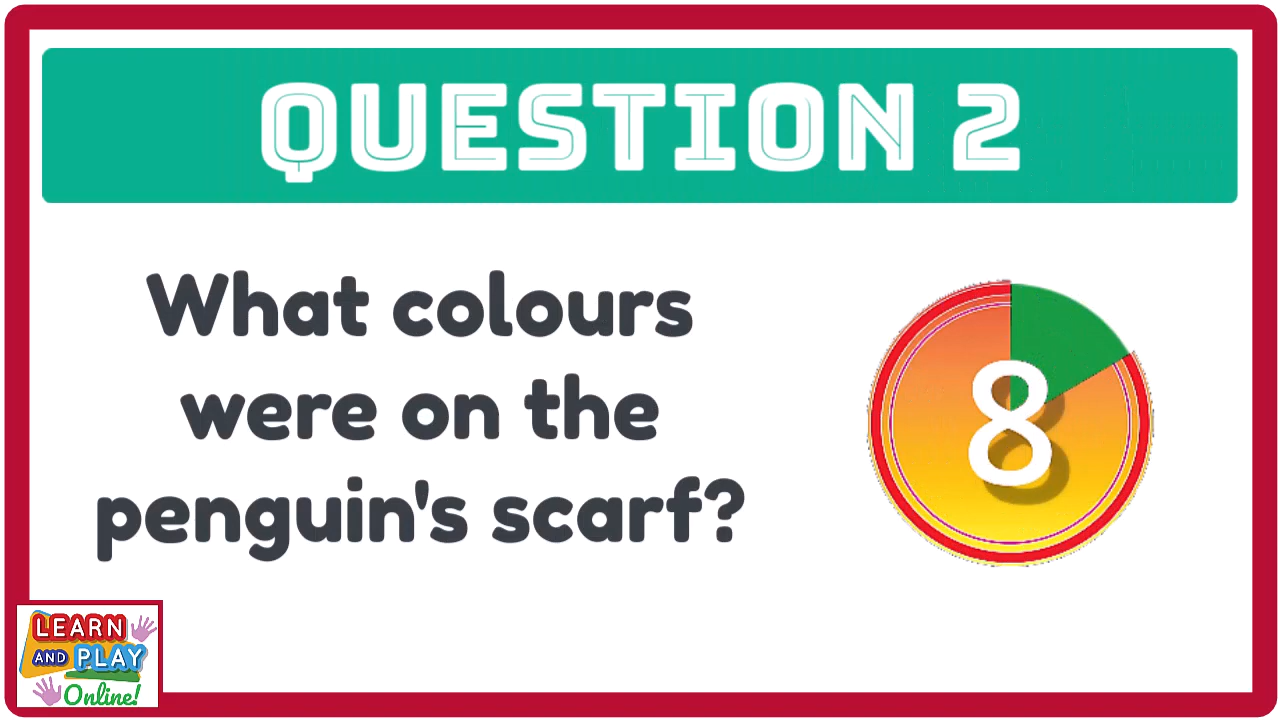 QUESTION 2
What colours
were on the
penguin's scarf?
8
LEARN
AND PLAY
Online!